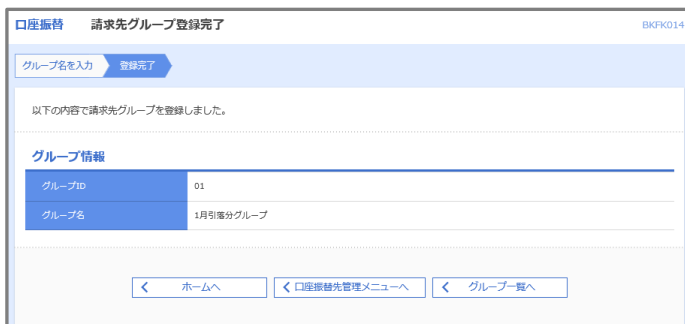 口座振替 請求先グループ登録完了 BKFK014
グループ名を入力 登録完了
以下の内容で請求先グループを登録しました。
グループ情報
グループID 01
グループ名 1月引落分グループ
ホームへ 口座振替先管理メニューへ グループ一覧へ